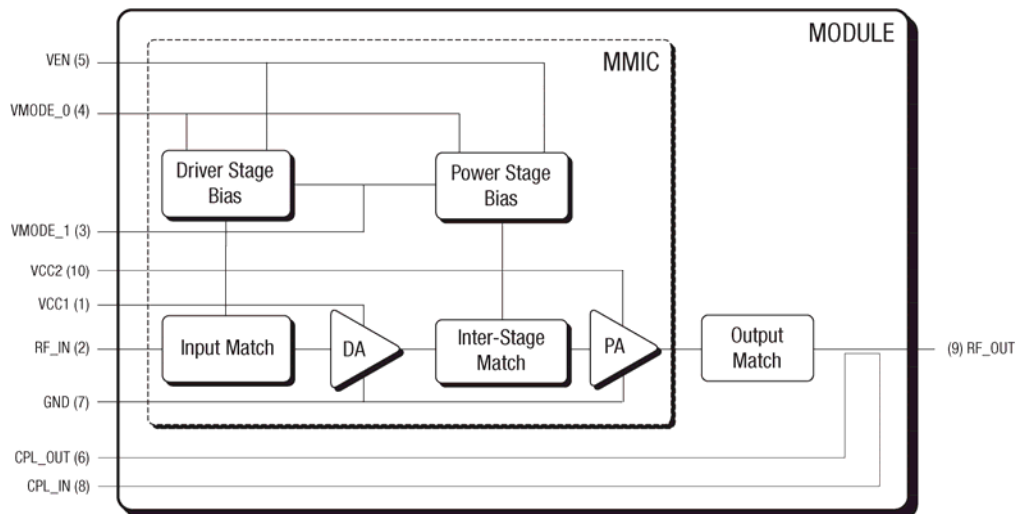 MODULE
MMIC
VEN (5)
VMODE_0 (4)
Driver Stage
Bias
Power Stage
Bias
VMODE_1 (3)
VCC2 (10)
VCC1 (1)
RF_IN (2)
Input Match
DA
Inter-Stage
Match
PA
Output
Match
(9) RF_OUT
GND (7)
CPL_OUT (6)
CPL_IN (8)